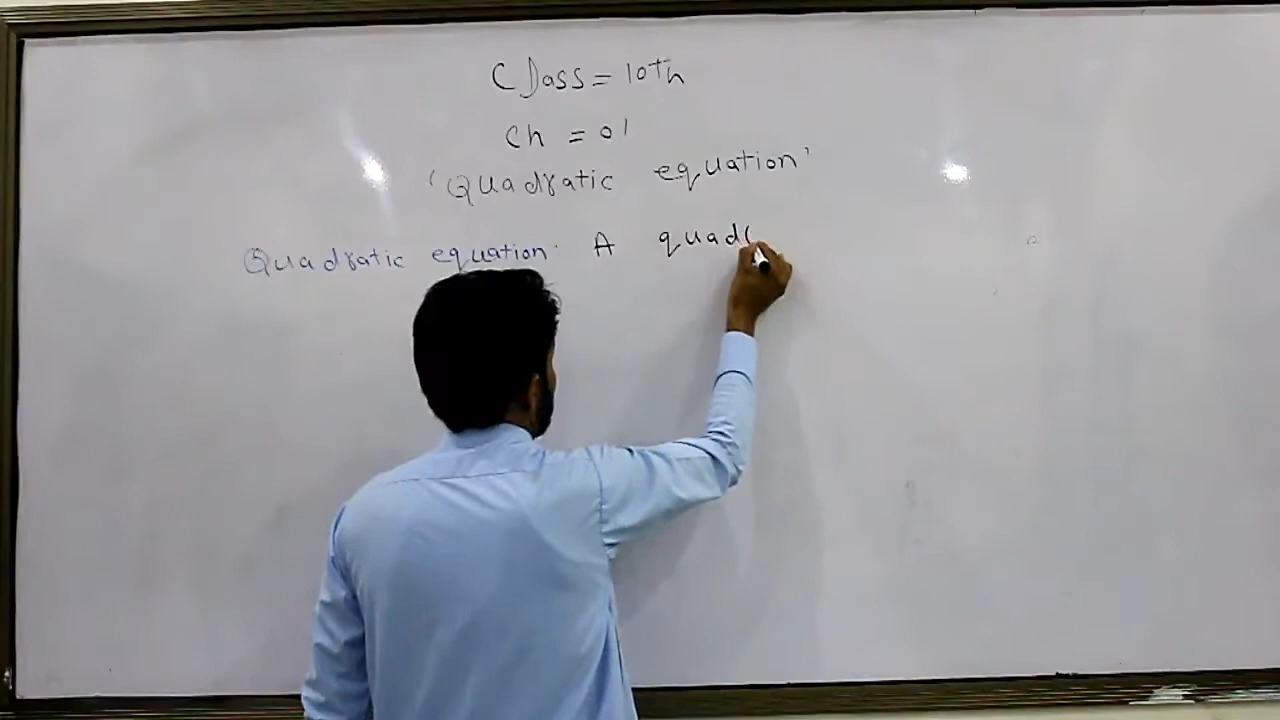 Class = 10th
Ch = 01
'Quadratic equation'
Quadratic equation. A quad